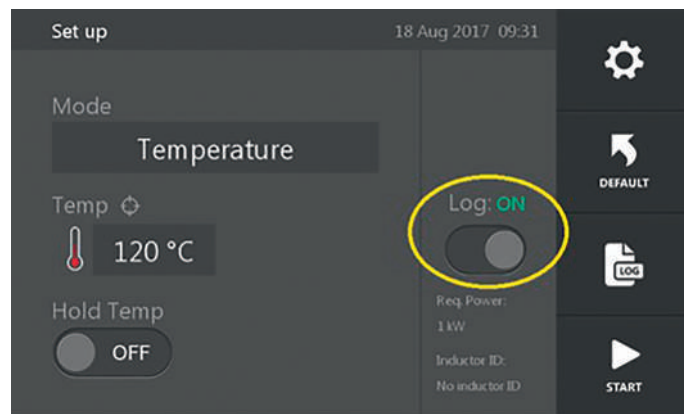 Set up
18 Aug 2017 09:31
Mode
Temperature
Temp
120 °C
Hold Temp
OFF
Log: ON
Req. Power:
1 kW
Inductor ID:
No inductor ID
DEFAULT
LOG
START